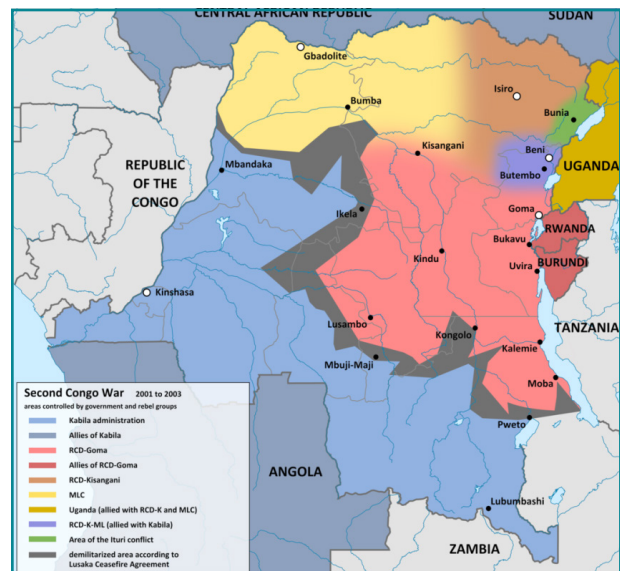 CENTRAL AFRICAN REPUBLIC
SUDAN
Gbadolite
Isiro
Bumba
Bunia
Kisangani
Beni
Butembo
UGANDA
REPUBLIC
OF THE
CONGO
Mbandaka
Ikela
Goma
RWANDA
Bukavu
Kindu
BURUNDI
Uvira
Kinshasa
Lusambo
Kongolo
TANZANIA
Kalemie
Mbuji-Maji
Moba
Pweto
ANGOLA
Lubumbashi
ZAMBIA
Second Congo War 2001 to 2003
areas controlled by government and rebel groups
Kabila administration
Allies of Kabila
RCD-Goma
Allies of RCD-Goma
RCD-Kisangani
MLC
Uganda (allied with RCD-K and MLC)
RCD-K-ML (allied with Kabila)
Area of the Ituri conflict
demilitarized area according to
Lusaka Ceasefire Agreement